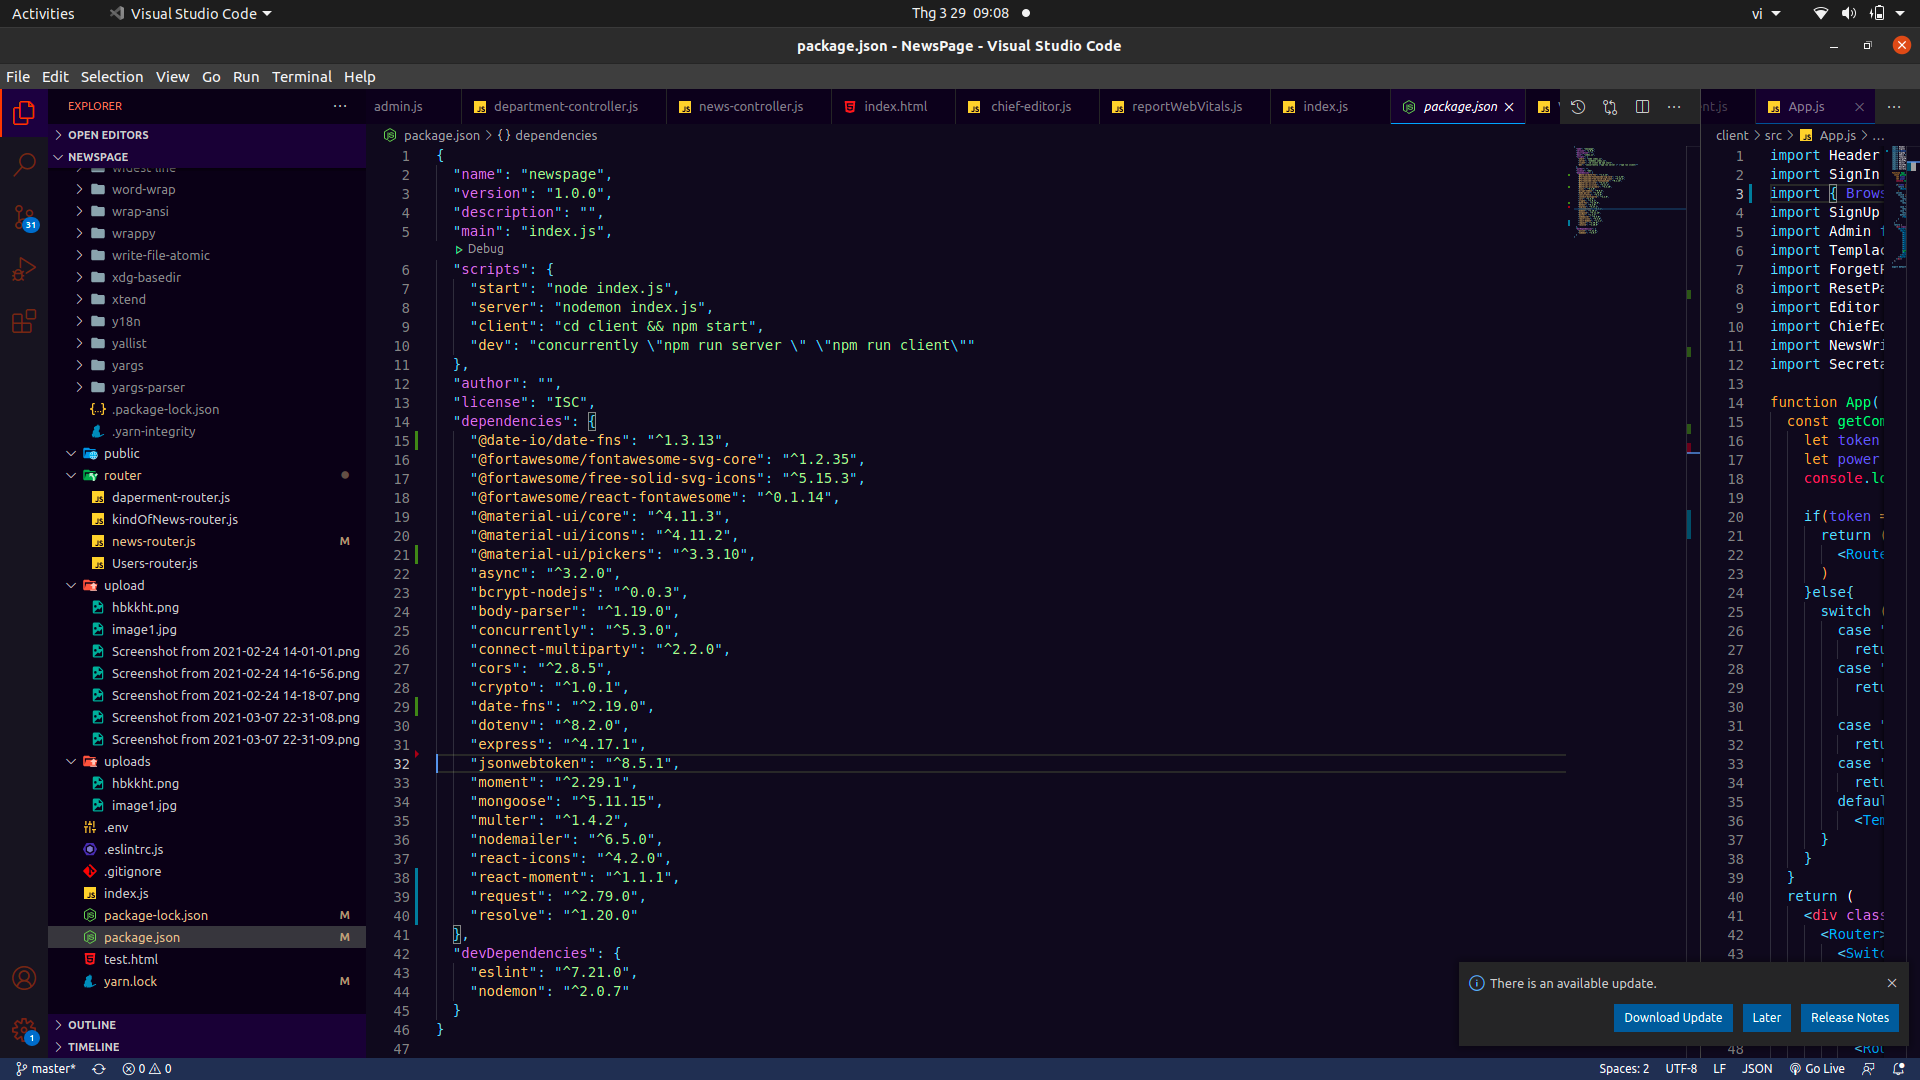 Activities
Visual Studio Code
Thg 3 29 09:08
vi
package.json - NewsPage - Visual Studio Code
File Edit Selection View Go Run Terminal Help
EXPLORER
admin.js
department-controller.js
news-controller.js
index.html
chief-editor.js
reportWebVitals.js
index.js
package.json
App.js
OPEN EDITORS
NEWSPAGE
widest-line
word-wrap
wrap-ansi
wrappy
write-file-atomic
xdg-basedir
xtend
y18n
yallist
yargs
yargs-parser
.package-lock.json
.yarn-integrity
public
router
daperment-router.js
kindOfNews-router.js
news-router.js M
Users-router.js
upload
hbkkht.png
image1.jpg
Screenshot from 2021-02-24 14-01-01.png
Screenshot from 2021-02-24 14-16-56.png
Screenshot from 2021-02-24 14-18-07.png
Screenshot from 2021-03-07 22-31-08.png
Screenshot from 2021-03-07 22-31-09.png
uploads
hbkkht.png
image1.jpg
.env
.eslintrc.js
.gitignore
index.js
package-lock.json M
package.json M
test.html
yarn.lock M
OUTLINE
TIMELINE
31
1
package.json > {} dependencies
1 {
2 "name": "newspage",
3 "version": "1.0.0",
4 "description": "",
5 "main": "index.js",
Debug
6 "scripts": {
7 "start": "node index.js",
8 "server": "nodemon index.js",
9 "client": "cd client && npm start",
10 "dev": "concurrently \"npm run server \" \"npm run client\""
11 },
12 "author": "",
13 "license": "ISC",
14 "dependencies": {
15 "@date-io/date-fns": "^1.3.13",
16 "@fortawesome/fontawesome-svg-core": "^1.2.35",
17 "@fortawesome/free-solid-svg-icons": "^5.15.3",
18 "@fortawesome/react-fontawesome": "^0.1.14",
19 "@material-ui/core": "^4.11.3",
20 "@material-ui/icons": "^4.11.2",
21 "@material-ui/pickers": "^3.3.10",
22 "async": "^3.2.0",
23 "bcrypt-nodejs": "^0.0.3",
24 "body-parser": "^1.19.0",
25 "concurrently": "^5.3.0",
26 "connect-multiparty": "^2.2.0",
27 "cors": "^2.8.5",
28 "crypto": "^1.0.1",
29 "date-fns": "^2.19.0",
30 "dotenv": "^8.2.0",
31 "express": "^4.17.1",
32 "jsonwebtoken": "^8.5.1",
33 "moment": "^2.29.1",
34 "mongoose": "^5.11.15",
35 "multer": "^1.4.2",
36 "nodemailer": "^6.5.0",
37 "react-icons": "^4.2.0",
38 "react-moment": "^1.1.1",
39 "request": "^2.79.0",
40 "resolve": "^1.20.0"
41 },
42 "devDependencies": {
43 "eslint": "^7.21.0",
44 "nodemon": "^2.0.7"
45 }
46 }
47
client > src > App.js > ...
1 import Header
2 import SignIn
3 import { Brows
4 import SignUp
5 import Admin f
6 import Templac
7 import ForgetP
8 import ResetPa
9 import Editor
10 import ChiefEd
11 import NewsWri
12 import Secreta
13
14 function App(
15 const getCom
16 let token
17 let power
18 console.lo
19
20 if(token =
21 return (
22 <Route
23 )
24 }else{
25 switch (
26 case '
27 retu
28 case '
29 retu
30
31 case '
32 retu
33 case '
34 retu
35 defaul
36 <Tem
37 }
38 }
39 }
40 return (
41 <div class
42 <Router>
43 <Switc
48 <Rou
There is an available update.
Download Update
Later
Release Notes
master*
0 0
Spaces: 2
UTF-8
LF
JSON
Go Live